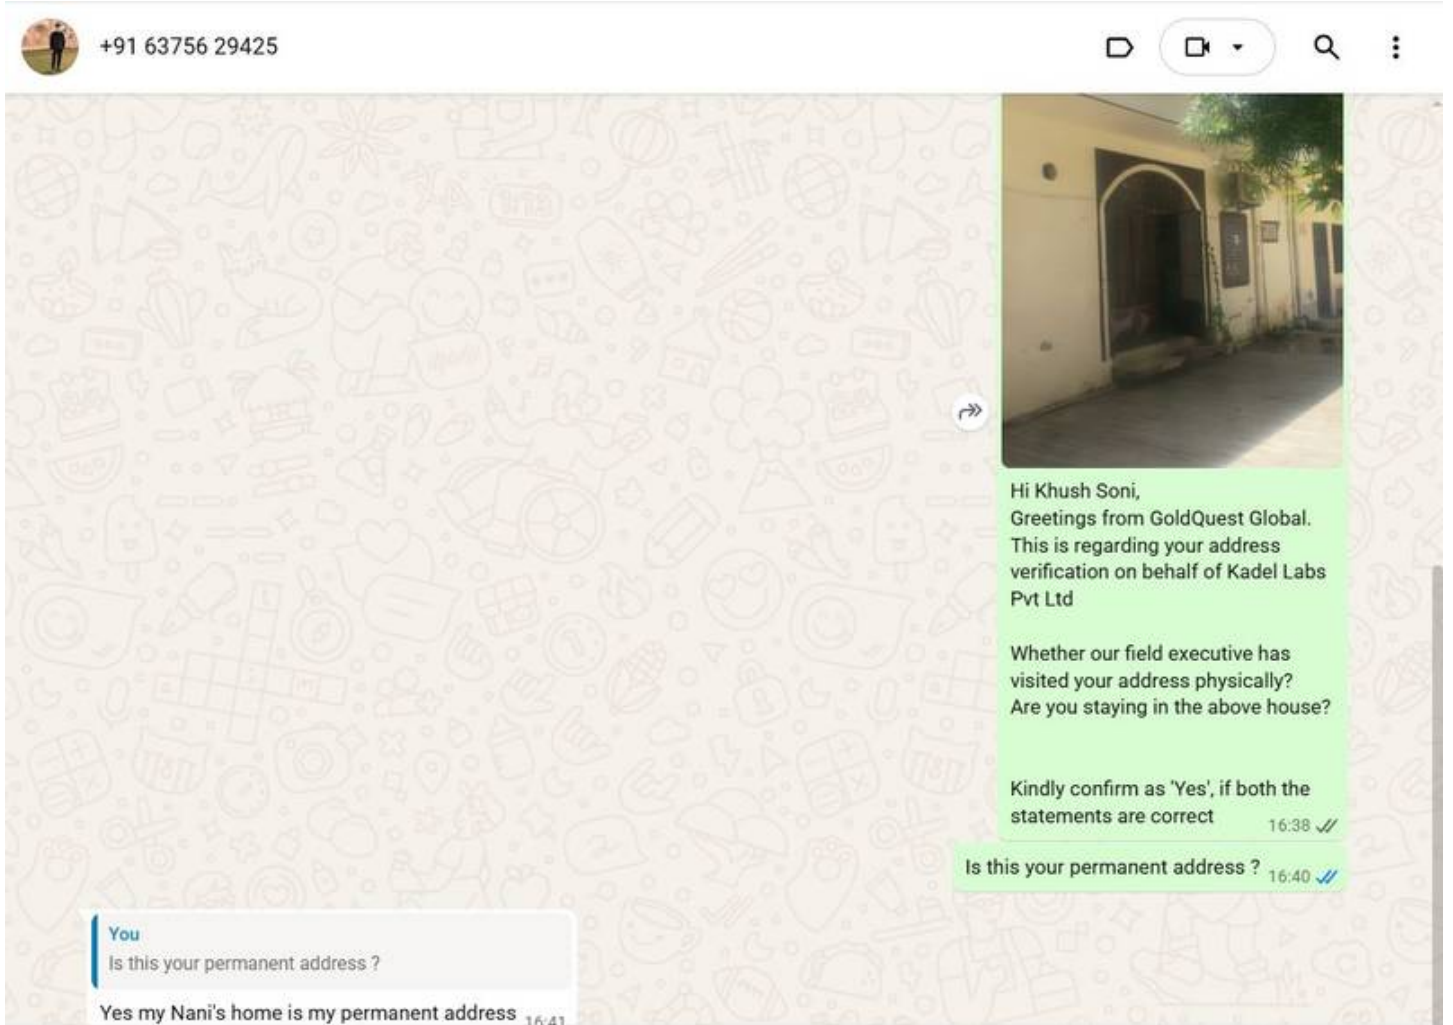 +91 63756 29425
Hi Khush Soni,
Greetings from GoldQuest Global.
This is regarding your address
verification on behalf of Kadel Labs
Pvt Ltd
Whether our field executive has
visited your address physically?
Are you staying in the above house?
Kindly confirm as 'Yes', if both the
statements are correct 16:38
Is this your permanent address ? 16:40
You
Is this your permanent address ?
Yes my Nani's home is my permanent address 16:41